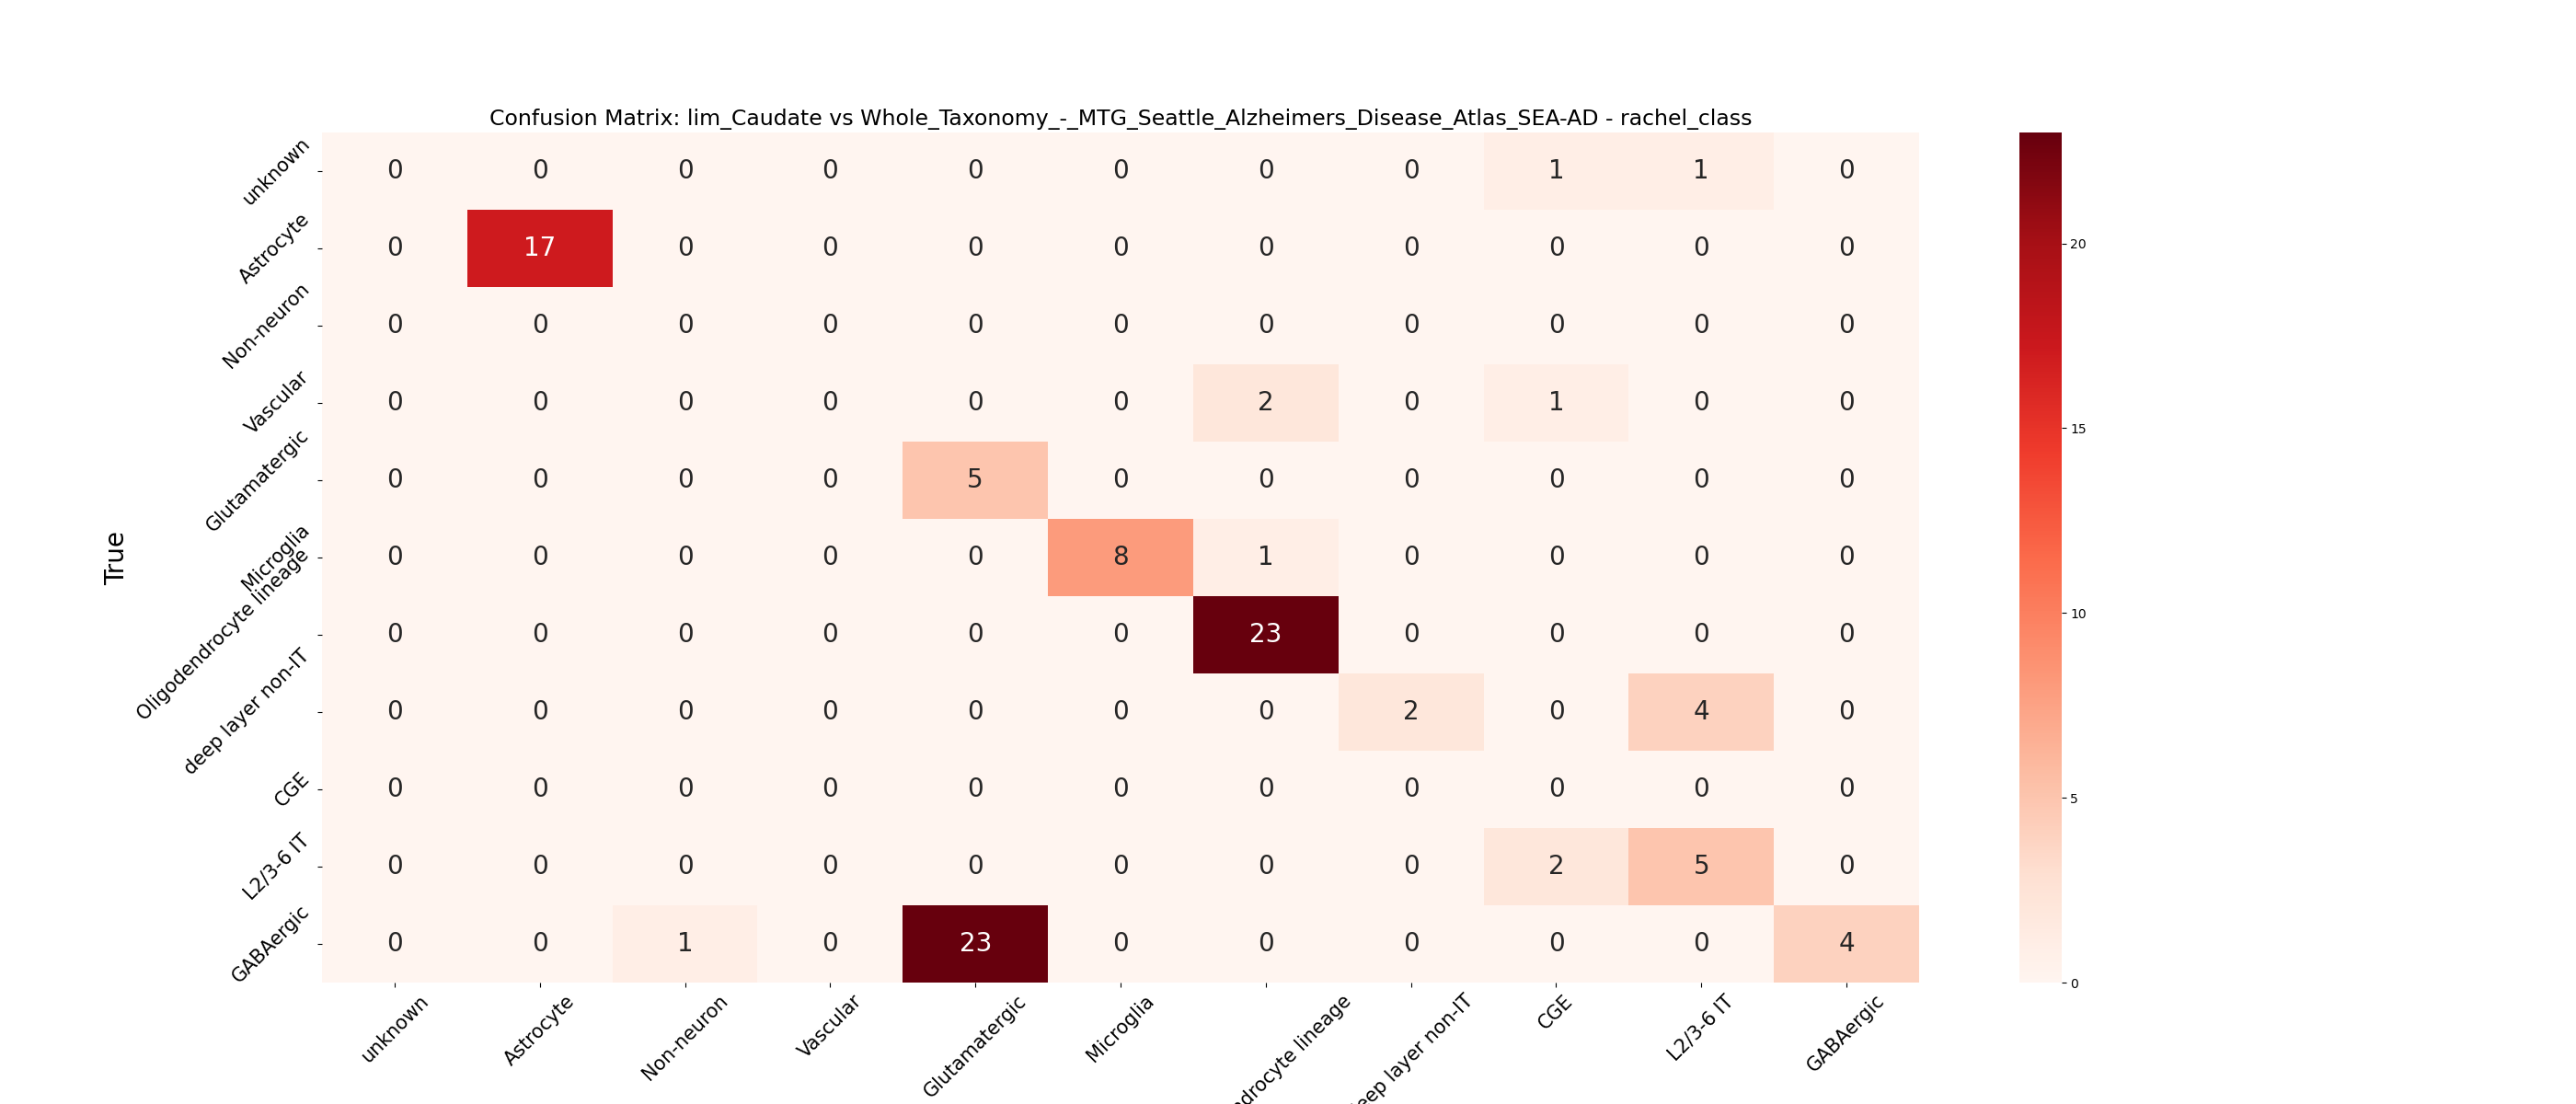 Confusion Matrix: lim_Caudate vs Whole_Taxonomy_-_MTG_Seattle_Alzheimers_Disease_Atlas_SEA-AD - rachel_class
True
unknown 0 0 0 0 0 0 0 0 1 1 0
Astrocyte 0 17 0 0 0 0 0 0 0 0 0
Non-neuron 0 0 0 0 0 0 0 0 0 0 0
Vascular 0 0 0 0 0 0 2 0 1 0 0
Glutamatergic 0 0 0 0 5 0 0 0 0 0 0
Microglia 0 0 0 0 0 8 1 0 0 0 0
Oligodendrocyte lineage 0 0 0 0 0 0 23 0 0 0 0
deep layer non-IT 0 0 0 0 0 0 0 2 0 4 0
CGE 0 0 0 0 0 0 0 0 0 0 0
L2/3-6 IT 0 0 0 0 0 0 0 0 2 5 0
GABAergic 0 0 1 0 23 0 0 0 0 0 4
unknown Astrocyte Non-neuron Vascular Glutamatergic Microglia ndrocyte lineage eep layer non-IT CGE L2/3-6 IT GABAergic
20
15
10
5
0